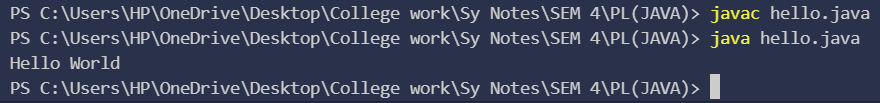 PS C:\Users\HP\OneDrive\Desktop\College work\Sy Notes\SEM 4\PL(JAVA)> javac hello.java
PS C:\Users\HP\OneDrive\Desktop\College work\Sy Notes\SEM 4\PL(JAVA)> java hello.java
Hello World
PS C:\Users\HP\OneDrive\Desktop\College work\Sy Notes\SEM 4\PL(JAVA)>